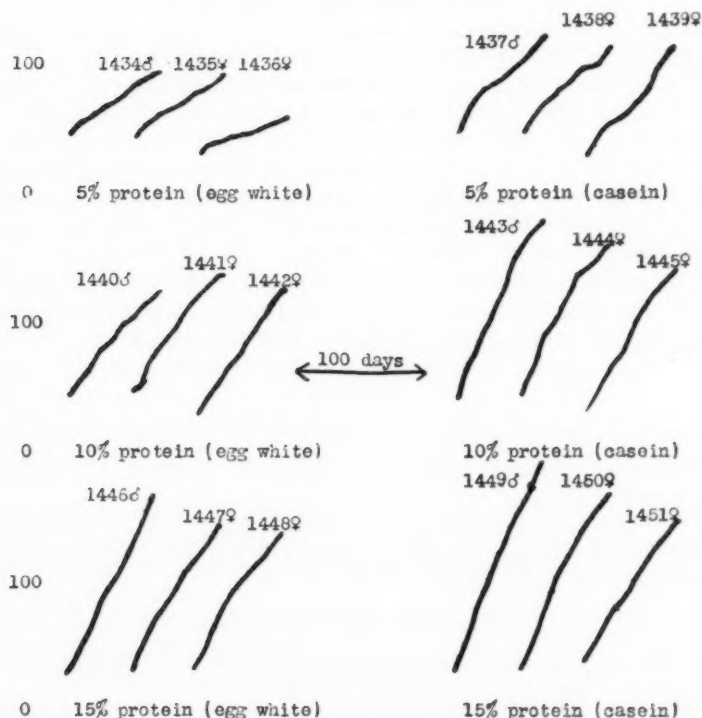 1438♀ 1439♀
100 1434♂ 1435♀ 1436♀ 1437♂
0 5% protein (egg white) 5% protein (casein)
1443♂ 1444♀
1440♂ 1441♀ 1442♀ 1445♀
100
100 days
0 10% protein (egg white) 10% protein (casein)
1446♂ 1447♀ 1448♀ 1449♂ 1450♀ 1451♀
100
0 15% protein (egg white) 15% protein (casein)